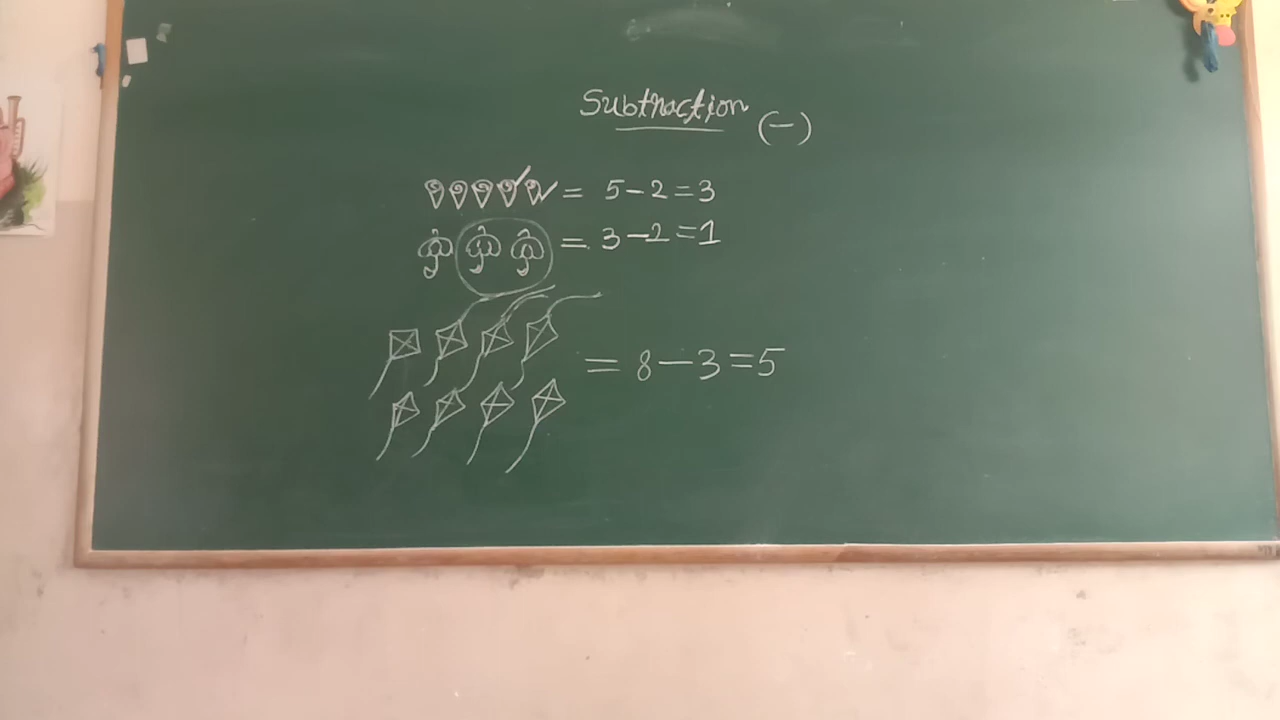 Subtraction (-)
= 5-2=3
= 3-2=1
= 8-3=5